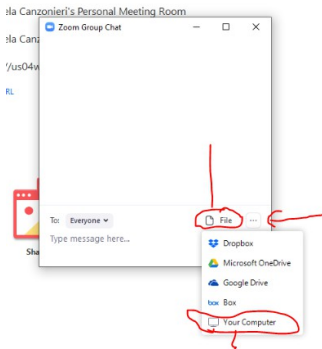 ela Canzonieri's Personal Meeting Room
Zoom Group Chat
ela Canz
//us04w
RL
To: Everyone
File
...
Type message here...
Sha
Dropbox
Microsoft OneDrive
Google Drive
box Box
Your Computer